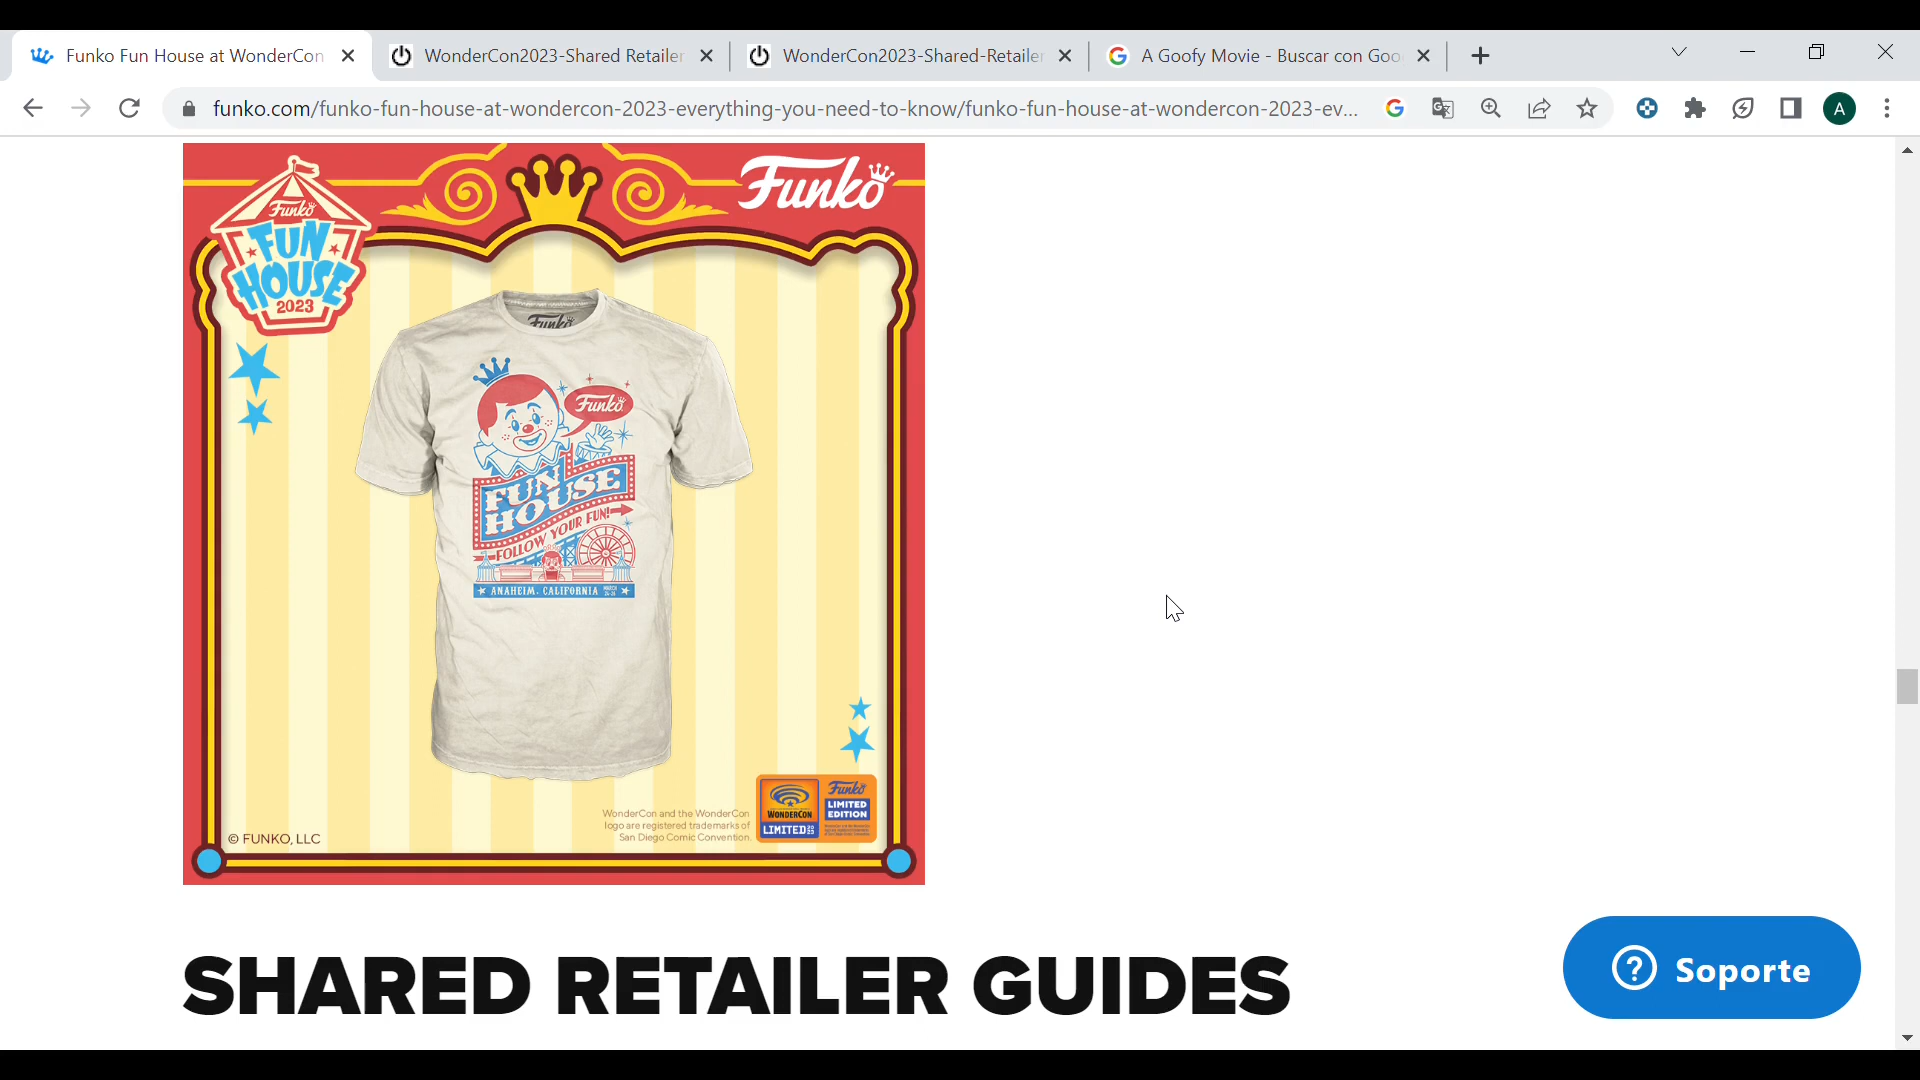 Funko Fun House at WonderCon
WonderCon2023-Shared Retailer
WonderCon2023-Shared-Retailer
A Goofy Movie - Buscar con Goo
funko.com/funko-fun-house-at-wondercon-2023-everything-you-need-to-know/funko-fun-house-at-wondercon-2023-ev...
A
Funko
FUN
HOUSE
2023
Funko
Funko
Funko
FUN
HOUSE
FOLLOW YOUR FUN!
ANAHEIM, CALIFORNIA
© FUNKO, LLC
WonderCon and the WonderCon
logo are registered trademarks of
San Diego Comic Convention.
WONDERCON
LIMITED
Funko
LIMITED
EDITION
SHARED RETAILER GUIDES
Soporte